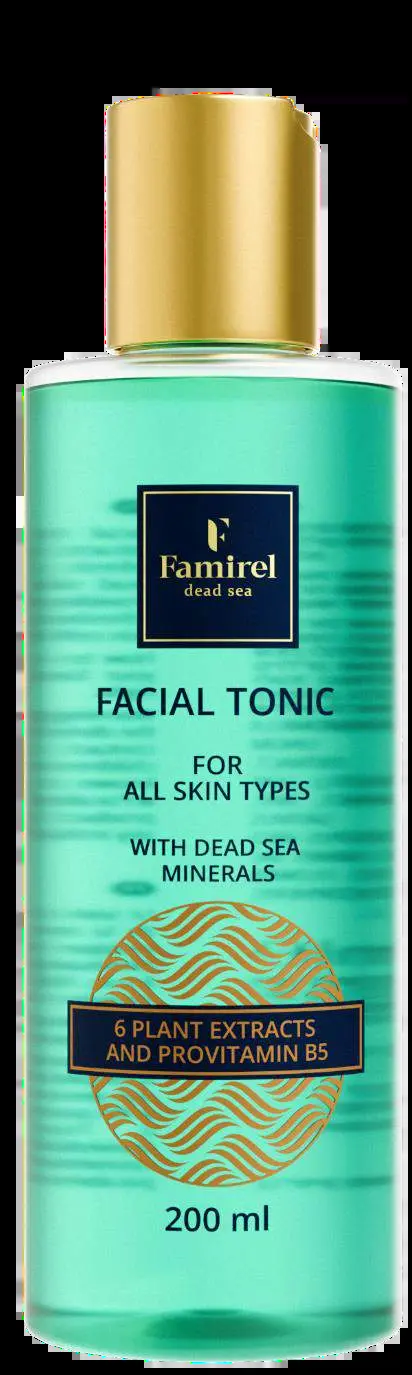 Famirel
dead sea
FACIAL TONIC
FOR
ALL SKIN TYPES
WITH DEAD SEA
MINERALS
6 PLANT EXTRACTS
AND PROVITAMIN B5
200 ml